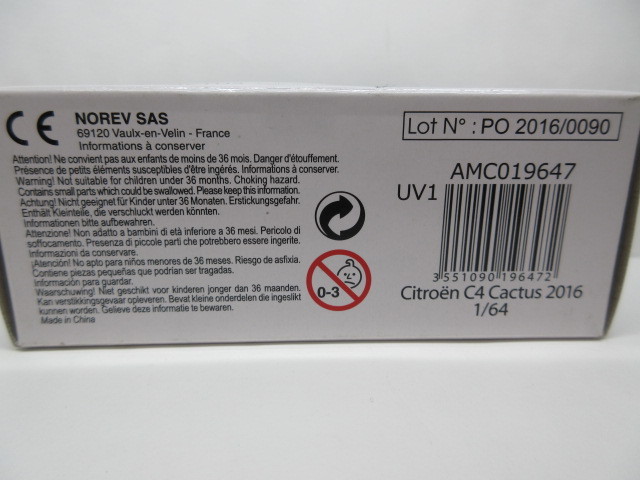 CE
NOREV SAS
69120 Vaulx-en-Velin - France
Informations à conserver
Attention! Ne convient pas aux enfants de moins de 36 mois. Danger d'étouffement.
Présence de petits éléments susceptibles d'être ingérés. Informations à conserver.
Warning! Not suitable for children under 36 months. Choking hazard.
Contains small parts which could be swallowed. Please keep this information.
Achtung! Nicht geeignet für Kinder unter 36 Monaten. Erstickungsgefahr.
Enthält Kleinteile, die verschluckt werden könnten.
Informationen bitte aufbewahren.
Attenzione! Non adatto a bambini di età inferiore a 36 mesi. Pericolo di
soffocamento. Presenza di piccole parti che potrebbero essere ingerite.
Informazioni da conservare.
¡Atención! No apto para niños menores de 36 meses. Riesgo de asfixia.
Contiene piezas pequeñas que podrían ser tragadas.
Información para guardar.
Waarschuwing! Niet geschikt voor kinderen jonger dan 36 maanden.
Kan verstikkingsgevaar opleveren. Bevat kleine onderdelen die ingeslikt
kunnen worden. Gelieve deze informatie te bewaren.
Made in China
0-3
Lot N° : PO 2016/0090
AMC019647
UV1
3 551090 196472
Citroën C4 Cactus 2016
1/64